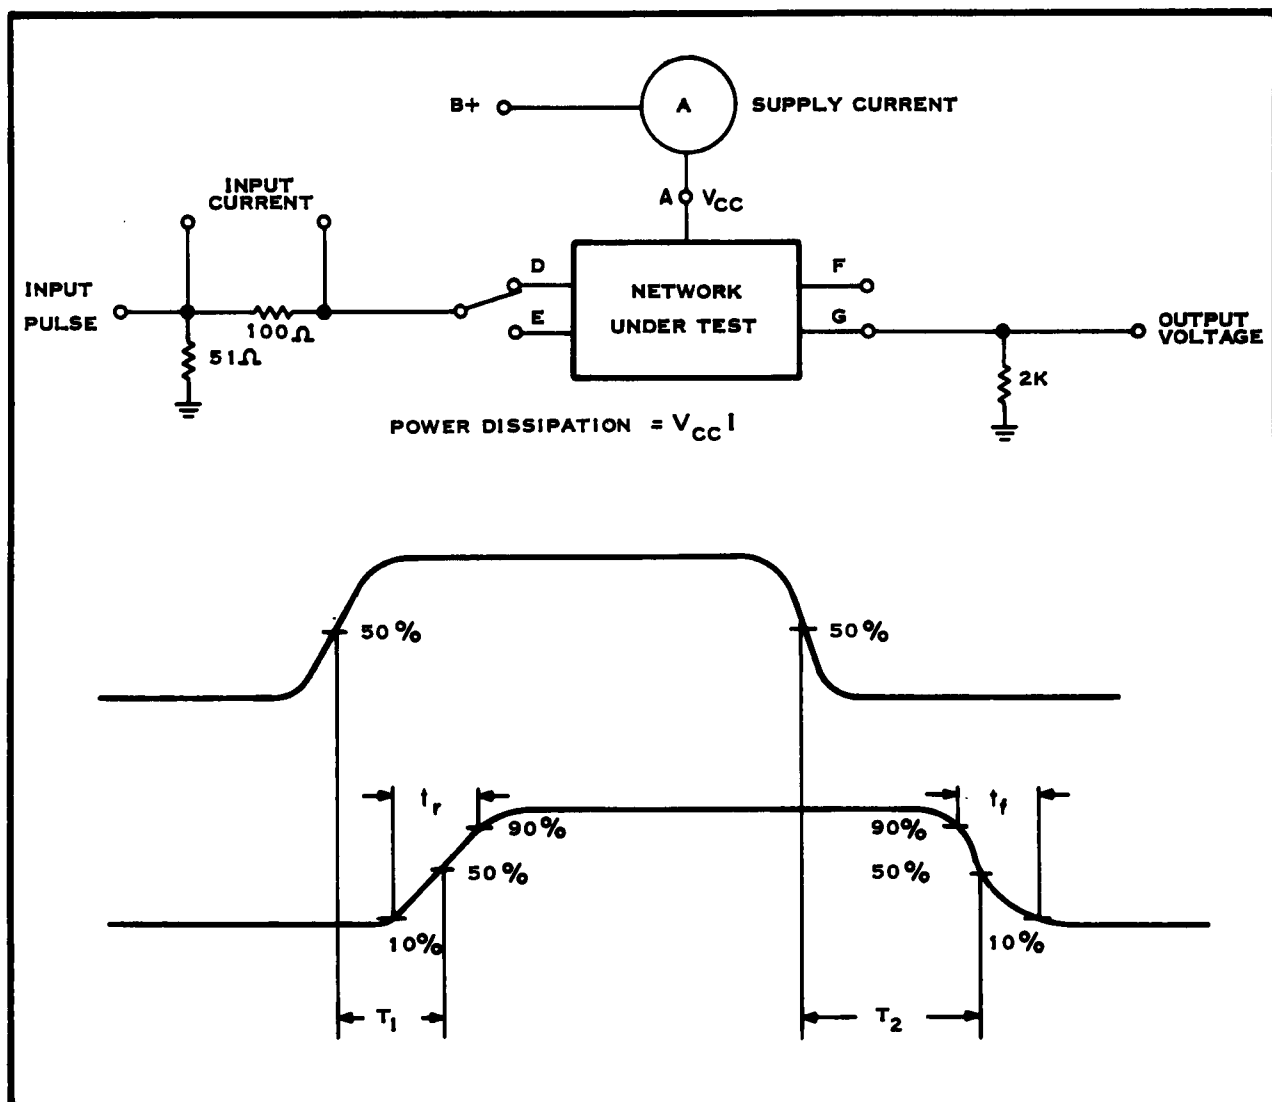 B+
A
SUPPLY CURRENT
A
VCC
INPUT
CURRENT
INPUT
PULSE
100Ω
51Ω
D
E
NETWORK
UNDER TEST
F
G
OUTPUT
VOLTAGE
2K
POWER DISSIPATION = VCC I
50%
50%
tr
90%
50%
10%
90%
tf
50%
10%
T1
T2